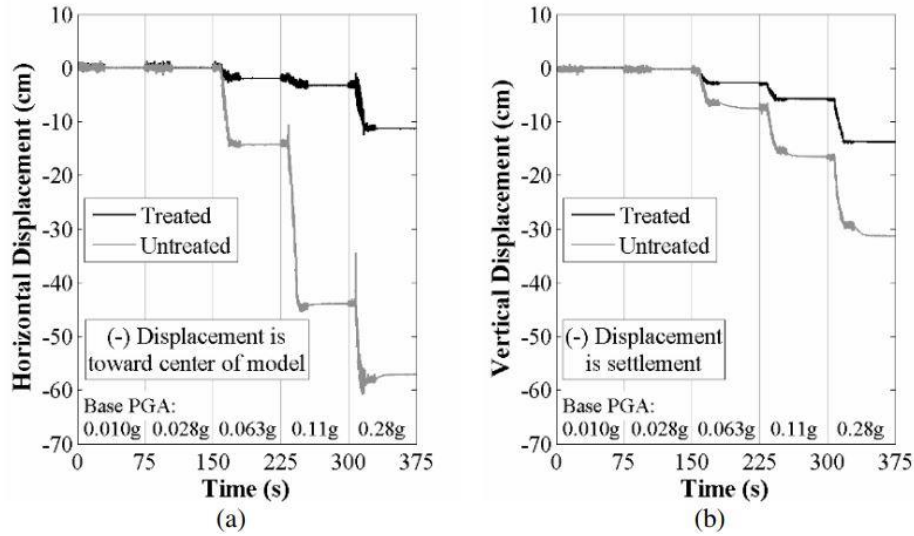 10
0
-10
-20
-30
-40
-50
-60
-70
Horizontal Displacement (cm)
Treated
Untreated
(-) Displacement is
toward center of model
Base PGA:
0.010g 0.028g 0.063g 0.11g 0.28g
0 75 150 225 300 375
Time (s)
(a)
10
0
-10
-20
-30
-40
-50
-60
-70
Vertical Displacement (cm)
Treated
Untreated
(-) Displacement
is settlement
Base PGA:
0.010g 0.028g 0.063g 0.11g 0.28g
0 75 150 225 300 375
Time (s)
(b)